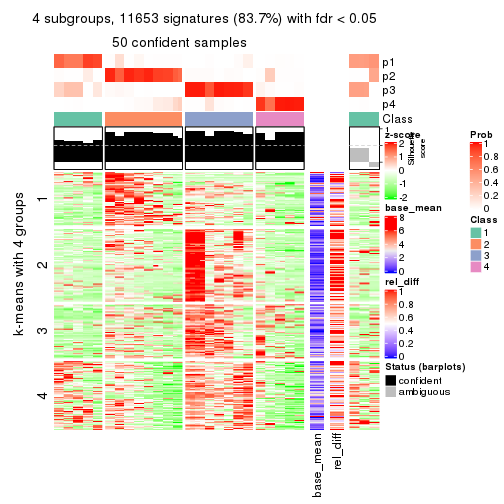 4 subgroups, 11653 signatures (83.7%) with fdr < 0.05
50 confident samples
p1
p2
p3
p4
Class
Silhouette
score
k-means with 4 groups
1
2
3
4
base_mean
rel_diff
z-score
2
1
0
-1
-2
base_mean
8
6
4
2
0
rel_diff
1
0.8
0.6
0.4
0.2
0
Status (barplots)
confident
ambiguous
Prob
1
0.8
0.6
0.4
0.2
0
Class
1
2
3
4